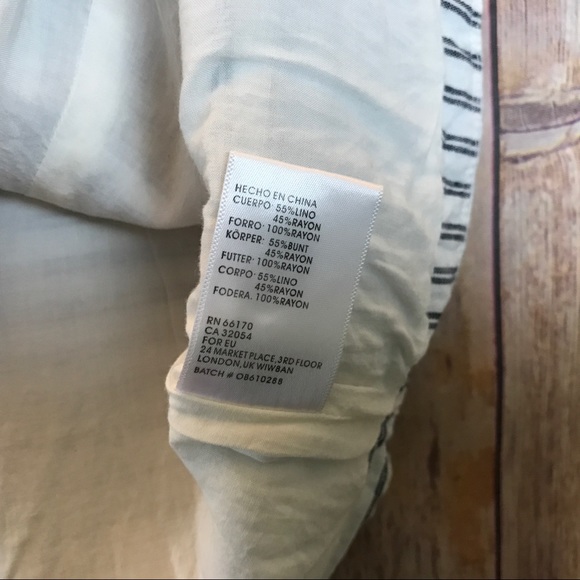 HECHO EN CHINA
CUERPO: 55%LINO
45%RAYON
FORRO: 100%RAYON
KÖRPER: 55%BUNT
45%RAYON
FUTTER: 100%RAYON
CORPO: 55%LINO
45%RAYON
FODERA. 100%RAYON
RN 66170
CA 32054
FOR EU
24 MARKET PLACE, 3RD FLOOR
LONDON, UK W1W8AN
BATCH # OB610288